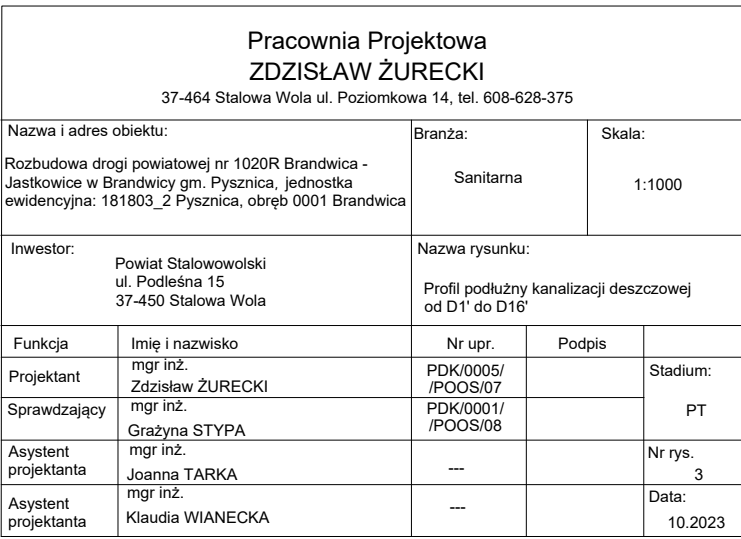 Pracownia Projektowa
ZDZISŁAW ŻURECKI
37-464 Stalowa Wola ul. Poziomkowa 14, tel. 608-628-375
Nazwa i adres obiektu:
Rozbudowa drogi powiatowej nr 1020R Brandwica -
Jastkowice w Brandwicy gm. Pysznica, jednostka
ewidencyjna: 181803_2 Pysznica, obręb 0001 Brandwica
Branża:
Sanitarna
Skala:
1:1000
Inwestor:
Powiat Stalowowolski
ul. Podleśna 15
37-450 Stalowa Wola
Nazwa rysunku:
Profil podłużny kanalizacji deszczowej
od D1' do D16'
Funkcja
Imię i nazwisko
Nr upr.
Podpis
Projektant
mgr inż.
Zdzisław ŻURECKI
PDK/0005/
/POOS/07
Stadium:
PT
Sprawdzający
mgr inż.
Grażyna STYPA
PDK/0001/
/POOS/08
Asystent
projektanta
mgr inż.
Joanna TARKA
---
Nr rys.
3
Asystent
projektanta
mgr inż.
Klaudia WIANECKA
---
Data:
10.2023